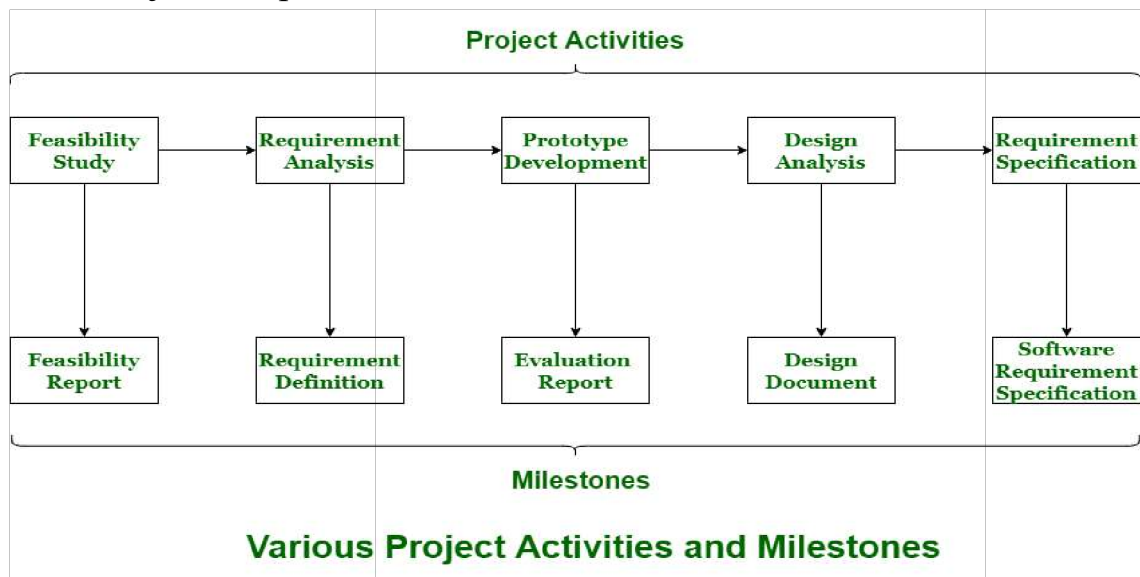 Project Activities
Feasibility
Study
Requirement
Analysis
Prototype
Development
Design
Analysis
Requirement
Specification
Feasibility
Report
Requirement
Definition
Evaluation
Report
Design
Document
Software
Requirement
Specification
Milestones
Various Project Activities and Milestones